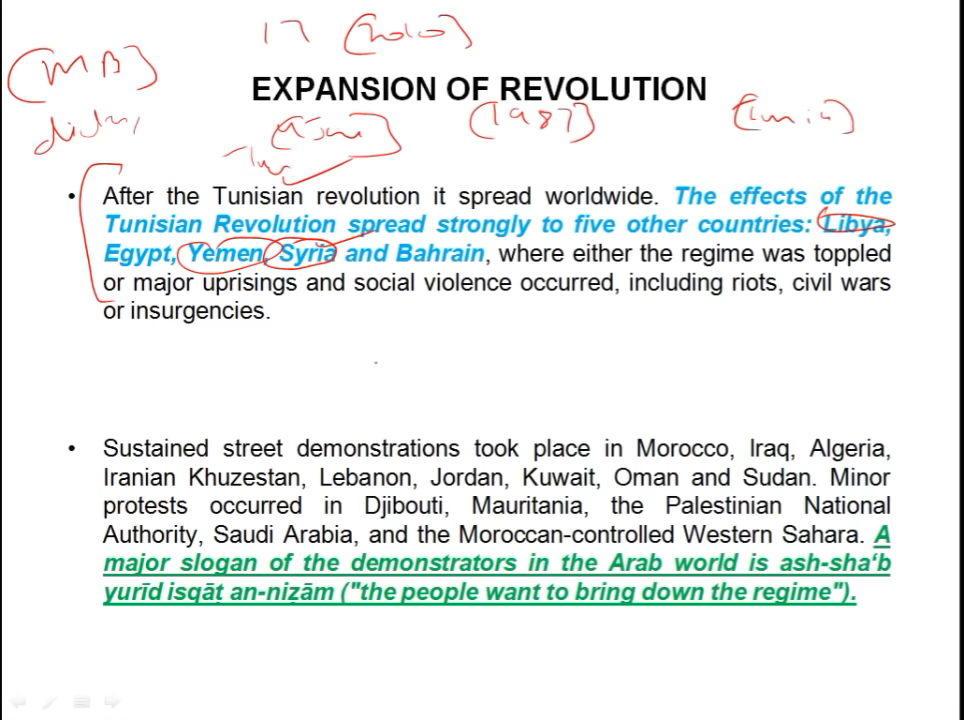 17 (2010)
(MB)
EXPANSION OF REVOLUTION
(1987)
• After the Tunisian revolution it spread worldwide. The effects of the
Tunisian Revolution spread strongly to five other countries: Libya,
Egypt, Yemen, Syria and Bahrain, where either the regime was toppled
or major uprisings and social violence occurred, including riots, civil wars
or insurgencies.
• Sustained street demonstrations took place in Morocco, Iraq, Algeria,
Iranian Khuzestan, Lebanon, Jordan, Kuwait, Oman and Sudan. Minor
protests occurred in Djibouti, Mauritania, the Palestinian National
Authority, Saudi Arabia, and the Moroccan-controlled Western Sahara. A
major slogan of the demonstrators in the Arab world is ash-shaʻb
yurīd isqāṭ an-niẓām ("the people want to bring down the regime").